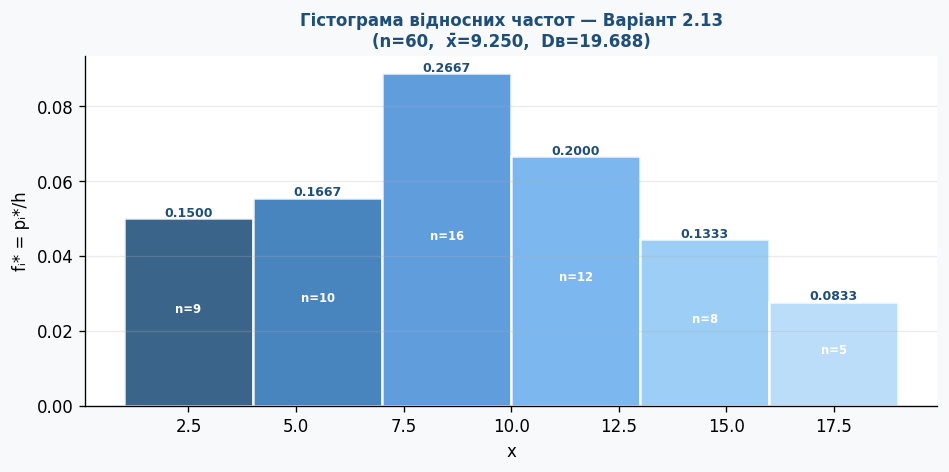 Гістограма відносних частот — Варіант 2.13
(n=60, x̄=9.250, Dв=19.688)
fᵢ* = pᵢ*/h
0.08
0.06
0.04
0.02
0.00
0.1500
0.1667
0.2667
0.2000
0.1333
0.0833
n=9
n=10
n=16
n=12
n=8
n=5
2.5 5.0 7.5 10.0 12.5 15.0 17.5
x